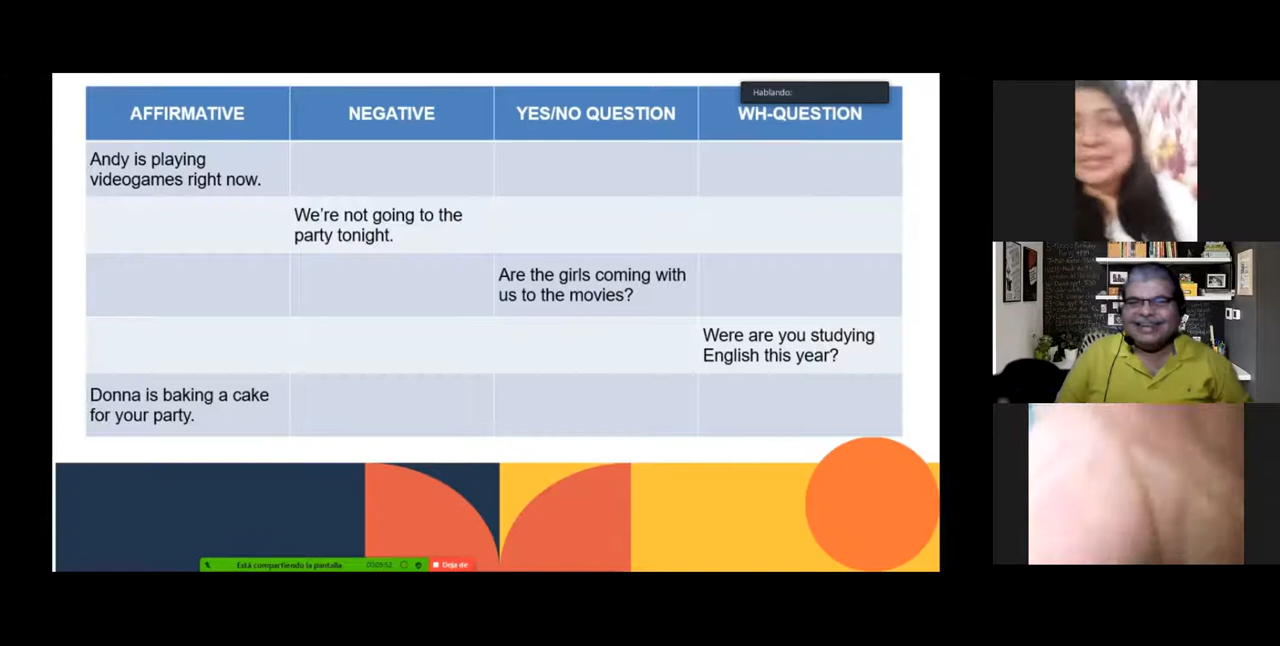 Hablando:
AFFIRMATIVE
NEGATIVE
YES/NO QUESTION
WH-QUESTION
Andy is playing
videogames right now.
We're not going to the
party tonight.
Are the girls coming with
us to the movies?
Were are you studying
English this year?
Donna is baking a cake
for your party.
Está compartiendo la pantalla
Deja de